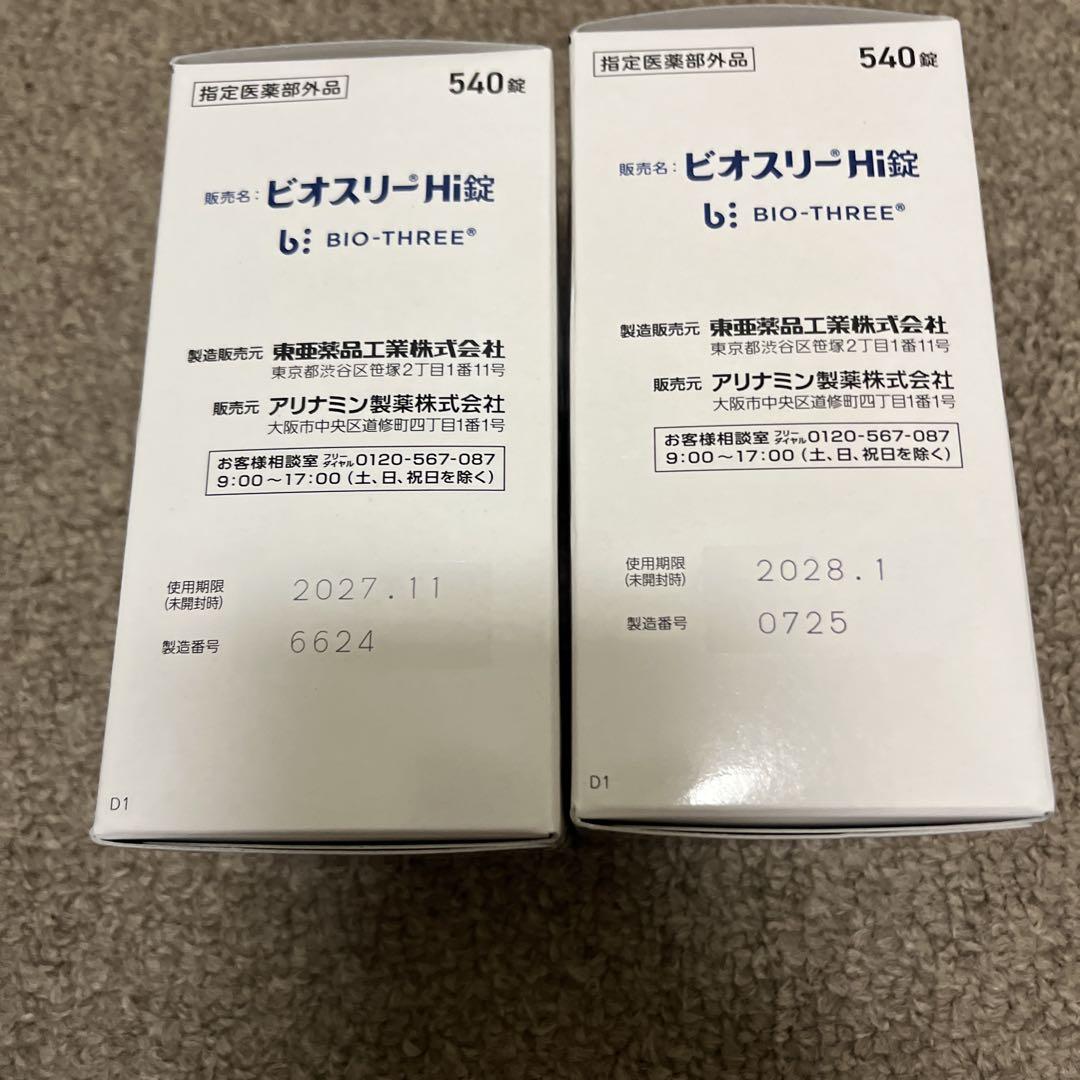 指定医薬部外品
540錠
販売名:ビオスリー®Hi錠
BIO-THREE®
製造販売元 東亜薬品工業株式会社
東京都渋谷区笹塚2丁目1番11号
販売元 アリナミン製薬株式会社
大阪市中央区道修町四丁目1番1号
お客様相談室 フリーダイヤル0120-567-087
9:00~17:00(土、日、祝日を除く)
使用期限 2027.11
(未開封時)
製造番号 6624
D1
指定医薬部外品
540錠
販売名:ビオスリー®Hi錠
BIO-THREE®
製造販売元 東亜薬品工業株式会社
東京都渋谷区笹塚2丁目1番11号
販売元 アリナミン製薬株式会社
大阪市中央区道修町四丁目1番1号
お客様相談室 フリーダイヤル0120-567-087
9:00~17:00(土、日、祝日を除く)
使用期限 2028.1
(未開封時)
製造番号 0725
D1